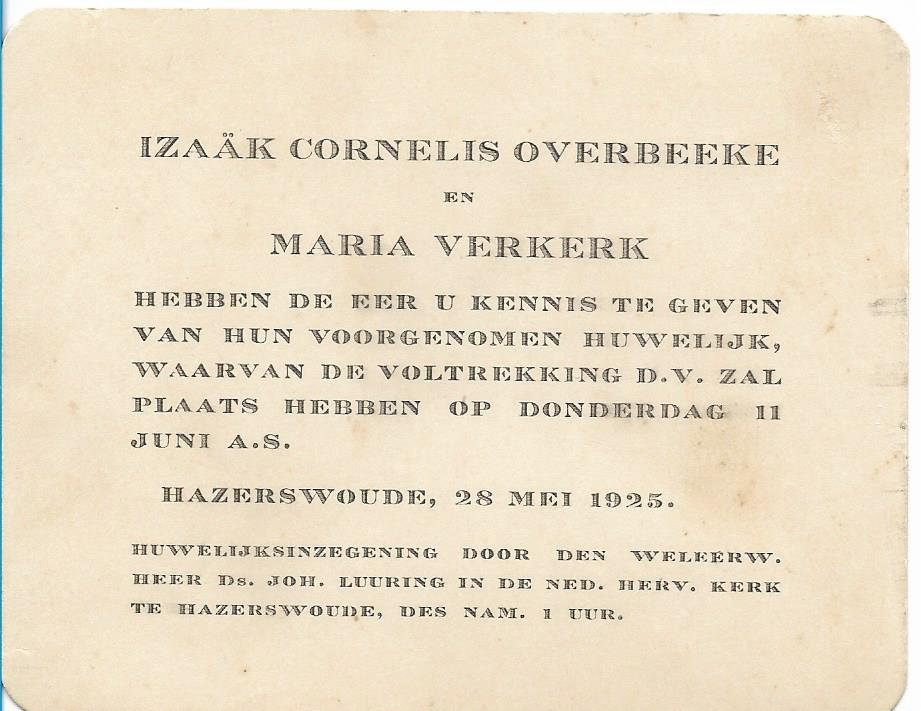 IZAÄK CORNELIS OVERBEEKE
EN
MARIA VERKERK
HEBBEN DE EER U KENNIS TE GEVEN
VAN HUN VOORGENOMEN HUWELIJK,
WAARVAN DE VOLTREKKING D.V. ZAL
PLAATS HEBBEN OP DONDERDAG 11
JUNI A.S.
HAZERSWOUDE, 28 MEI 1925.
HUWELIJKSINZEGENING DOOR DEN WELEERW.
HEER Ds. JOH. LUURING IN DE NED. HERV. KERK
TE HAZERSWOUDE, DES NAM. 1 UUR.